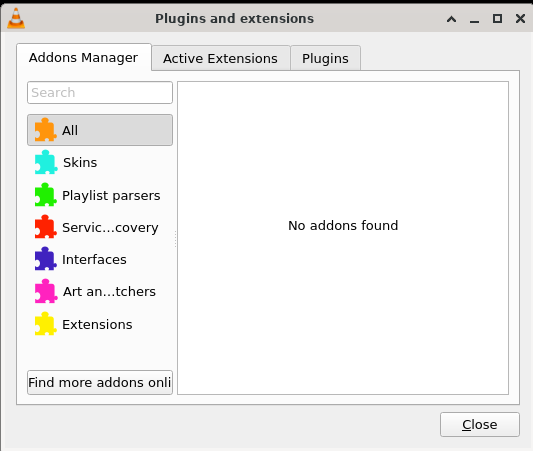 Plugins and extensions
Addons Manager
Active Extensions
Plugins
Search
All
Skins
Playlist parsers
Servic...covery
Interfaces
Art an...tchers
Extensions
No addons found
Find more addons onli
Close